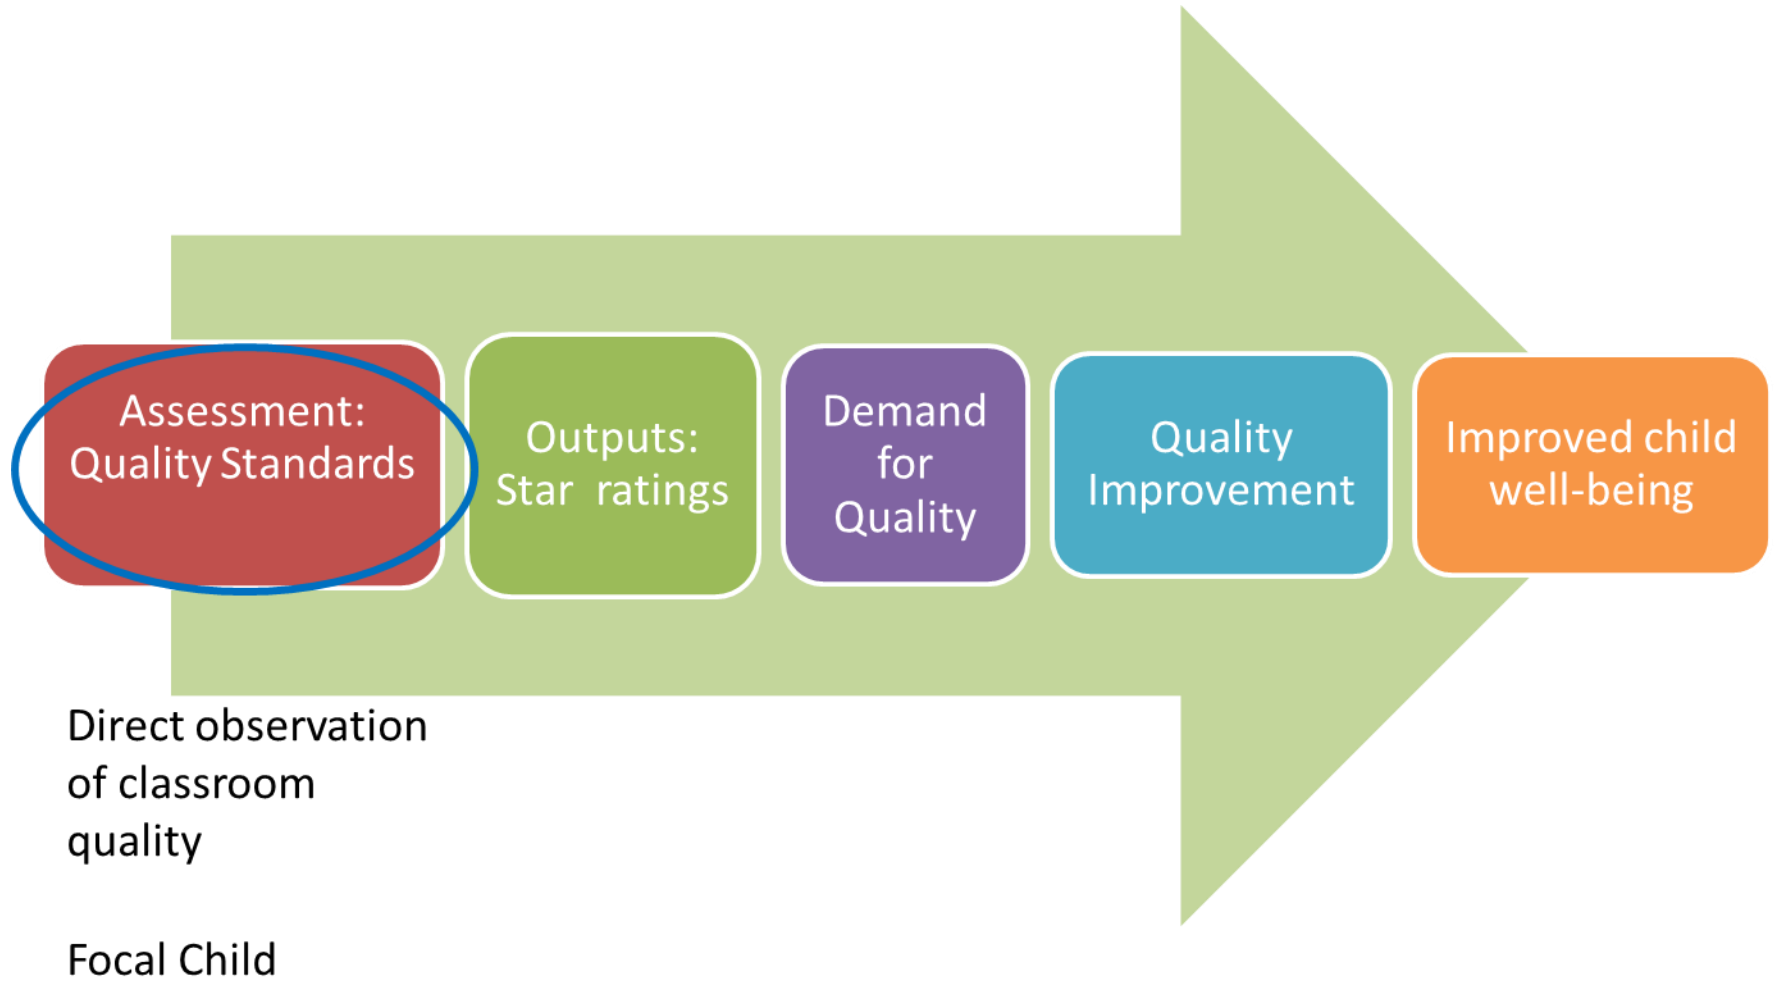 Assessment:
Quality Standards
Outputs:
Star ratings
Demand
for
Quality
Quality
Improvement
Improved child
well-being
Direct observation
of classroom
quality
Focal Child